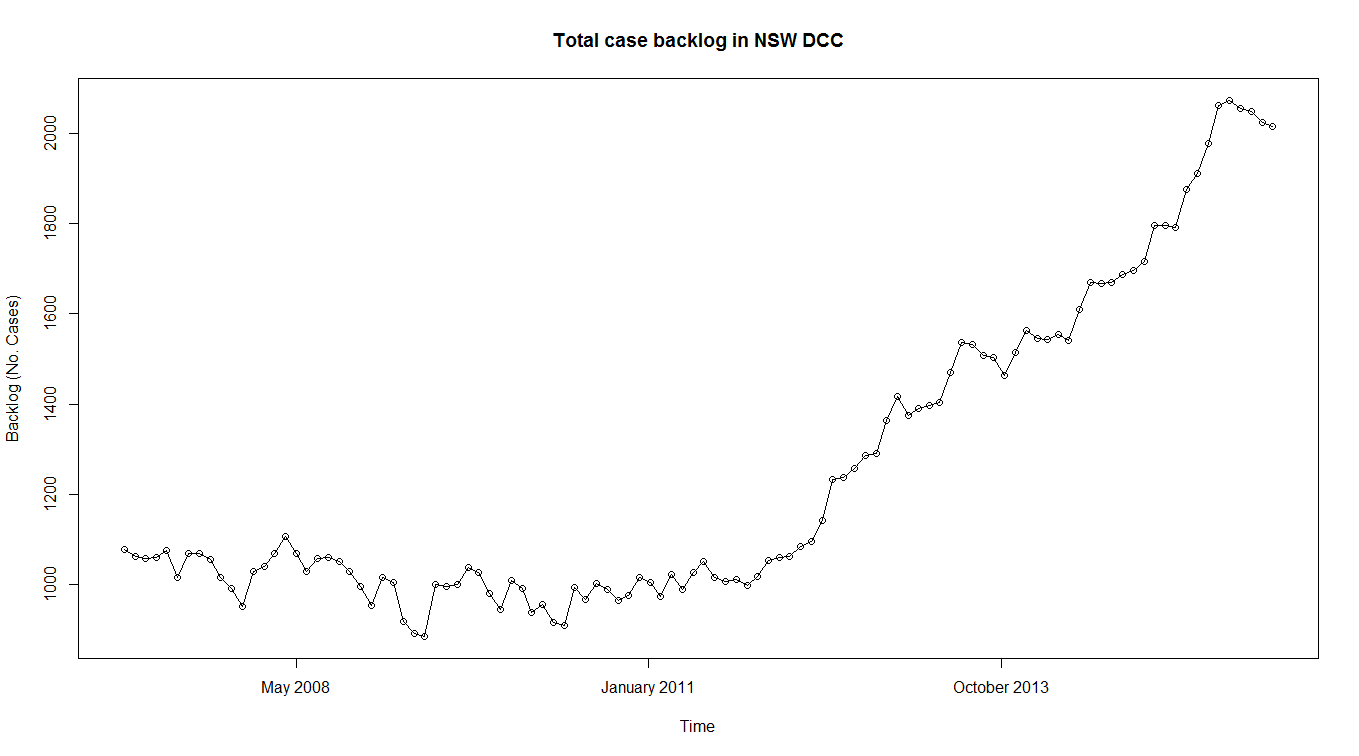 Total case backlog in NSW DCC
Backlog (No. Cases)
2000
1800
1600
1400
1200
1000
May 2008
January 2011
October 2013
Time